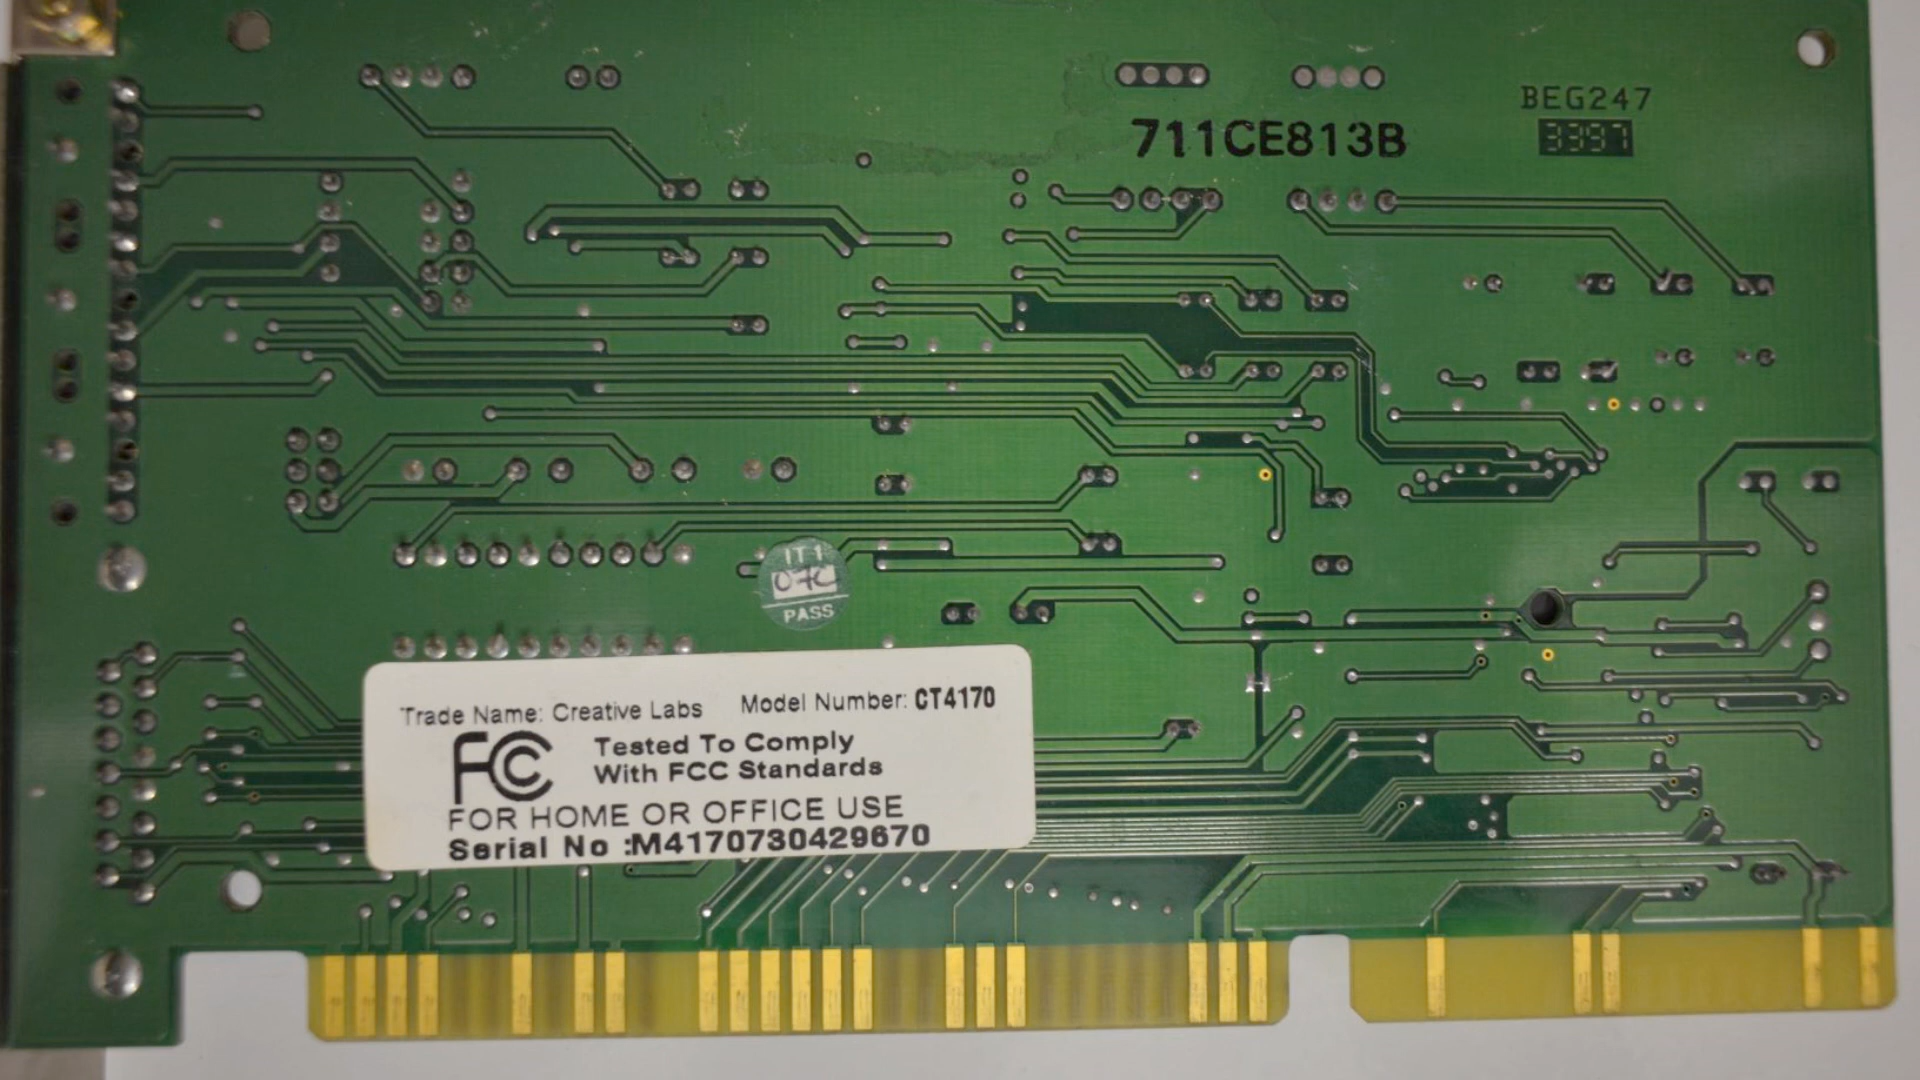 BEG247
711CE813B
3397
IT1
07C
PASS
Trade Name: Creative Labs Model Number: CT4170
FC Tested To Comply
With FCC Standards
FOR HOME OR OFFICE USE
Serial No :M4170730429670